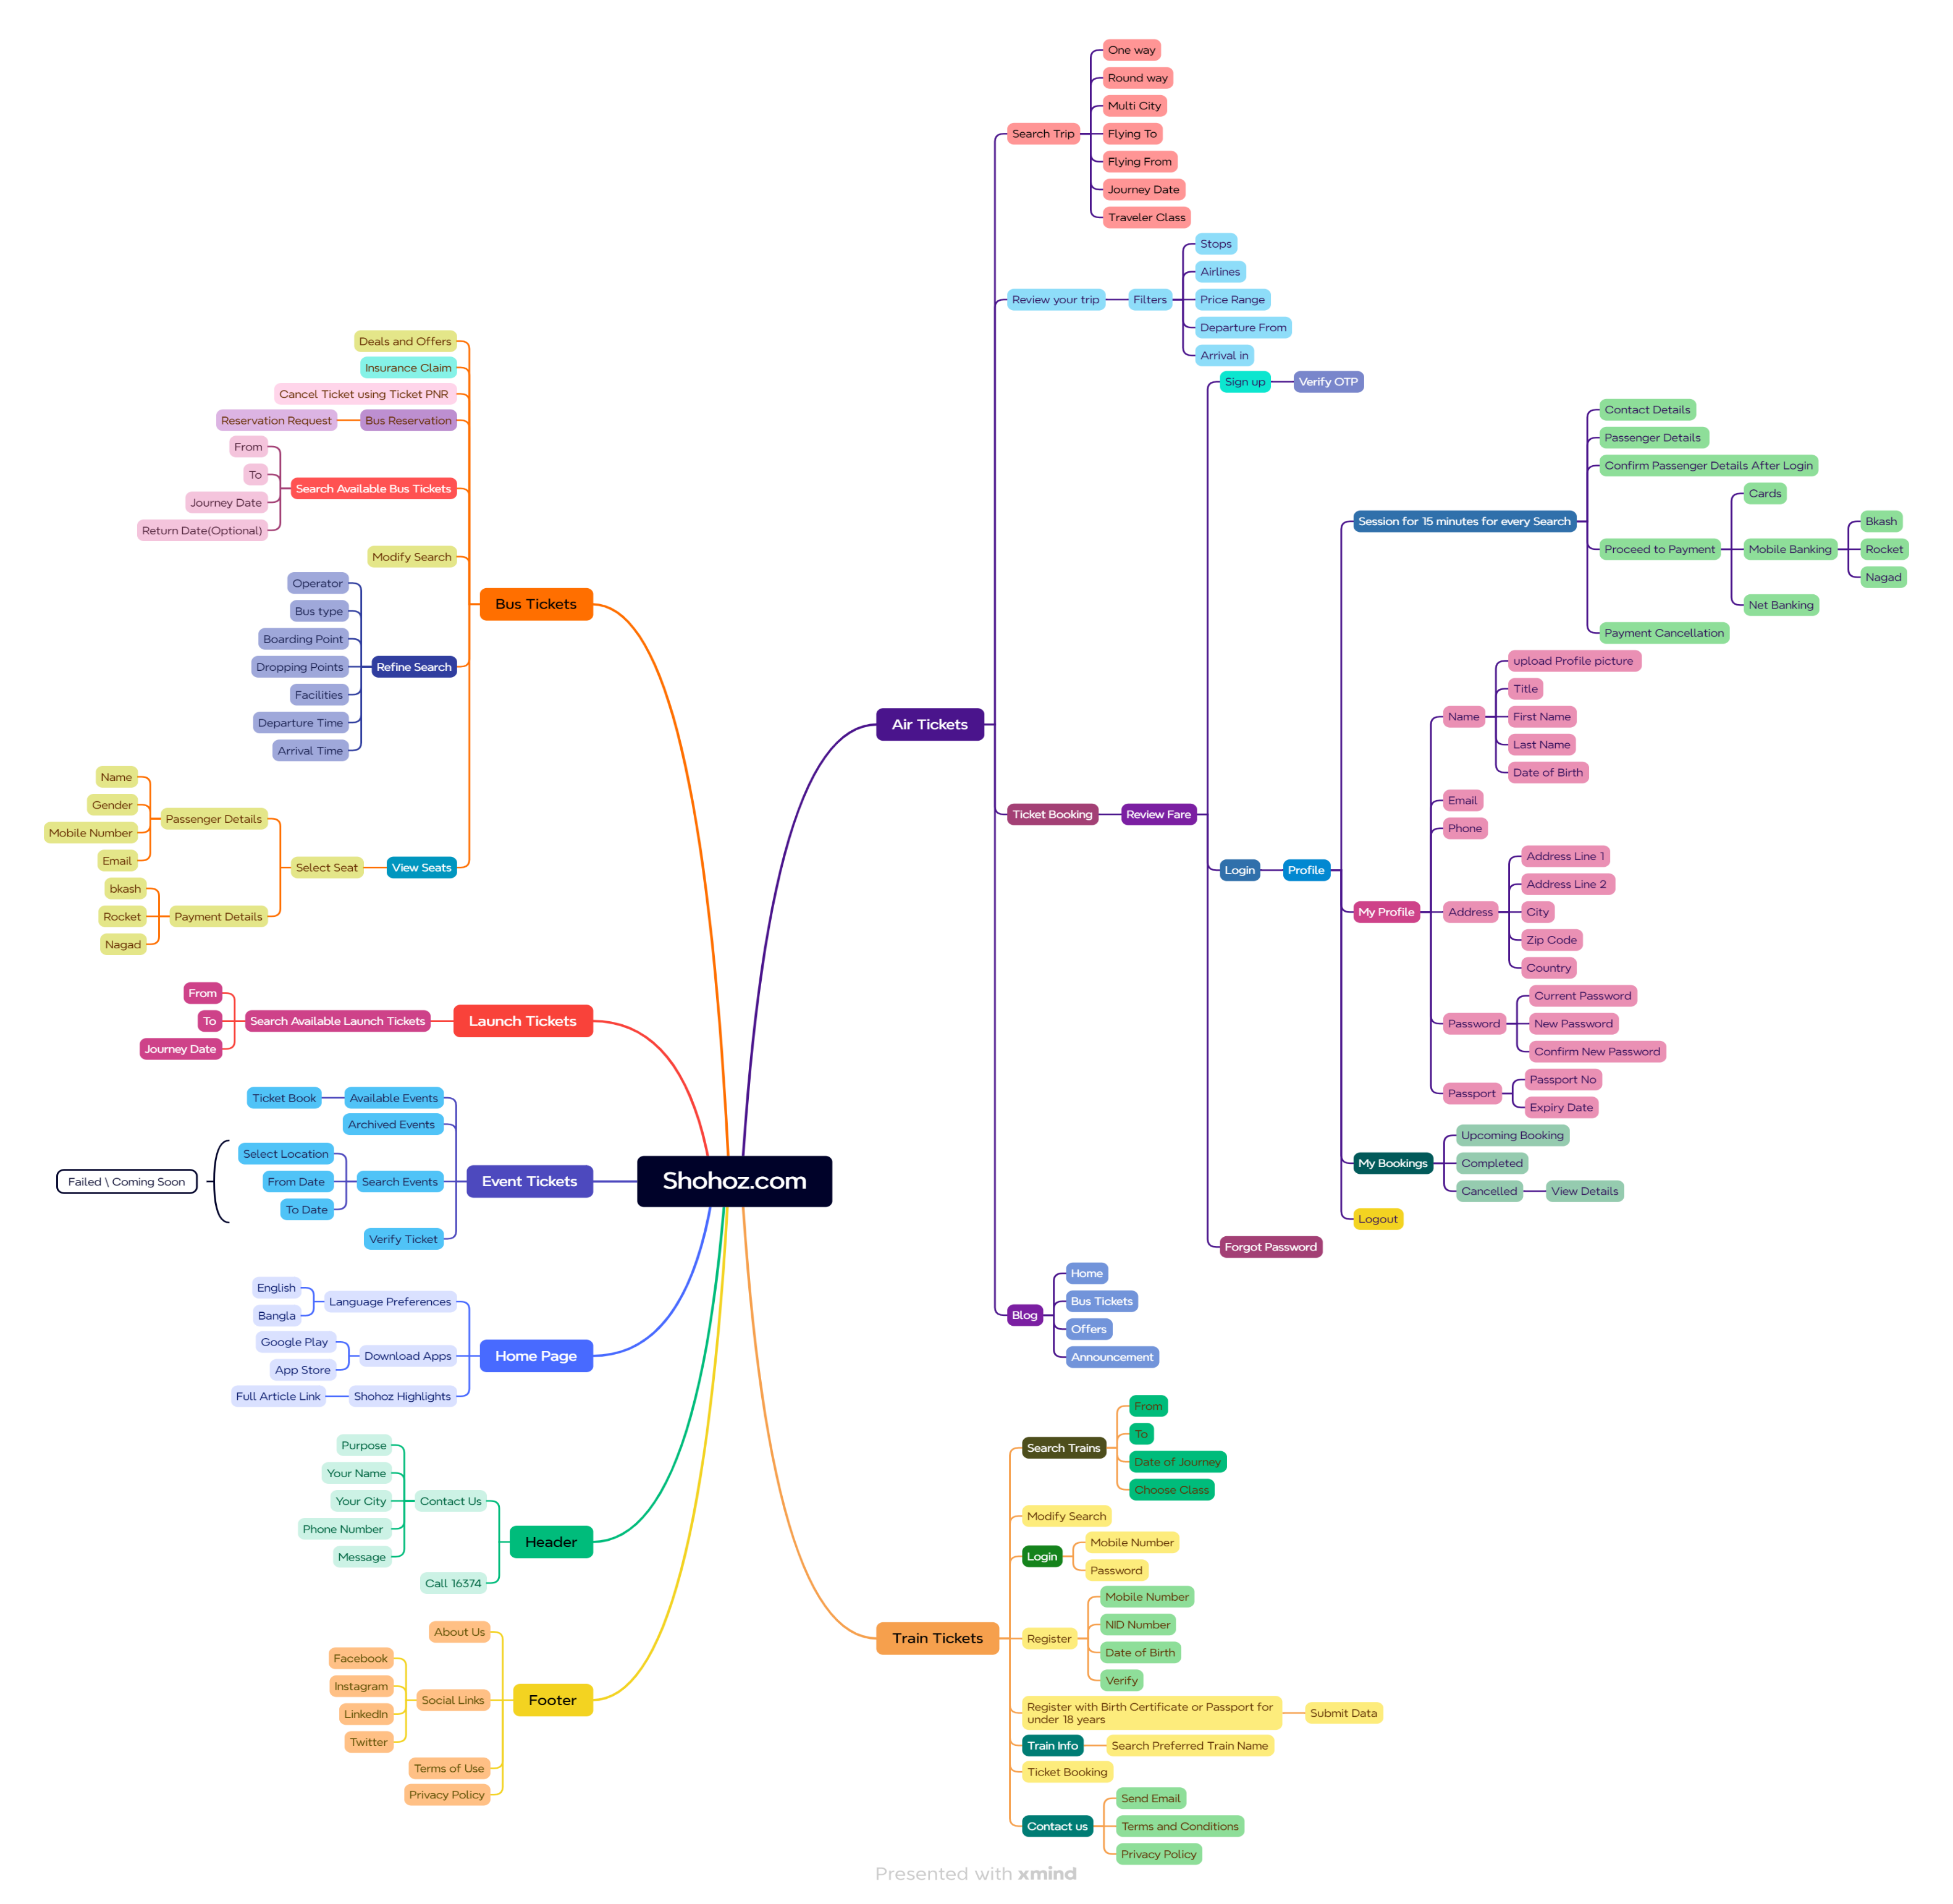 Shohoz.com
Air Tickets
Search Trip
One way
Round way
Multi City
Flying To
Flying From
Journey Date
Traveler Class
Review your trip
Filters
Stops
Airlines
Price Range
Departure From
Arrival in
Ticket Booking
Review Fare
Sign up
Verify OTP
Login
Profile
Session for 15 minutes for every Search
Contact Details
Passenger Details
Confirm Passenger Details After Login
Proceed to Payment
Cards
Mobile Banking
Bkash
Rocket
Nagad
Net Banking
Payment Cancellation
My Profile
Name
upload Profile picture
Title
First Name
Last Name
Date of Birth
Email
Phone
Address
Address Line 1
Address Line 2
City
Zip Code
Country
Password
Current Password
New Password
Confirm New Password
Passport
Passport No
Expiry Date
My Bookings
Upcoming Booking
Completed
Cancelled
View Details
Logout
Forgot Password
Blog
Home
Bus Tickets
Offers
Announcement
Train Tickets
Search Trains
From
To
Date of Journey
Choose Class
Modify Search
Login
Mobile Number
Password
Register
Mobile Number
NID Number
Date of Birth
Verify
Register with Birth Certificate or Passport for
under 18 years
Submit Data
Train Info
Search Preferred Train Name
Ticket Booking
Contact us
Send Email
Terms and Conditions
Privacy Policy
Bus Tickets
Deals and Offers
Insurance Claim
Cancel Ticket using Ticket PNR
Bus Reservation
Reservation Request
Search Available Bus Tickets
From
To
Journey Date
Return Date(Optional)
Modify Search
Refine Search
Operator
Bus type
Boarding Point
Dropping Points
Facilities
Departure Time
Arrival Time
View Seats
Select Seat
Passenger Details
Name
Gender
Mobile Number
Email
Payment Details
bkash
Rocket
Nagad
Launch Tickets
Search Available Launch Tickets
From
To
Journey Date
Event Tickets
Available Events
Ticket Book
Archived Events
Search Events
Select Location
From Date
To Date
Failed \ Coming Soon
Verify Ticket
Home Page
Language Preferences
English
Bangla
Download Apps
Google Play
App Store
Shohoz Highlights
Full Article Link
Header
Contact Us
Purpose
Your Name
Your City
Phone Number
Message
Call 16374
Footer
About Us
Social Links
Facebook
Instagram
LinkedIn
Twitter
Terms of Use
Privacy Policy
Presented with xmind